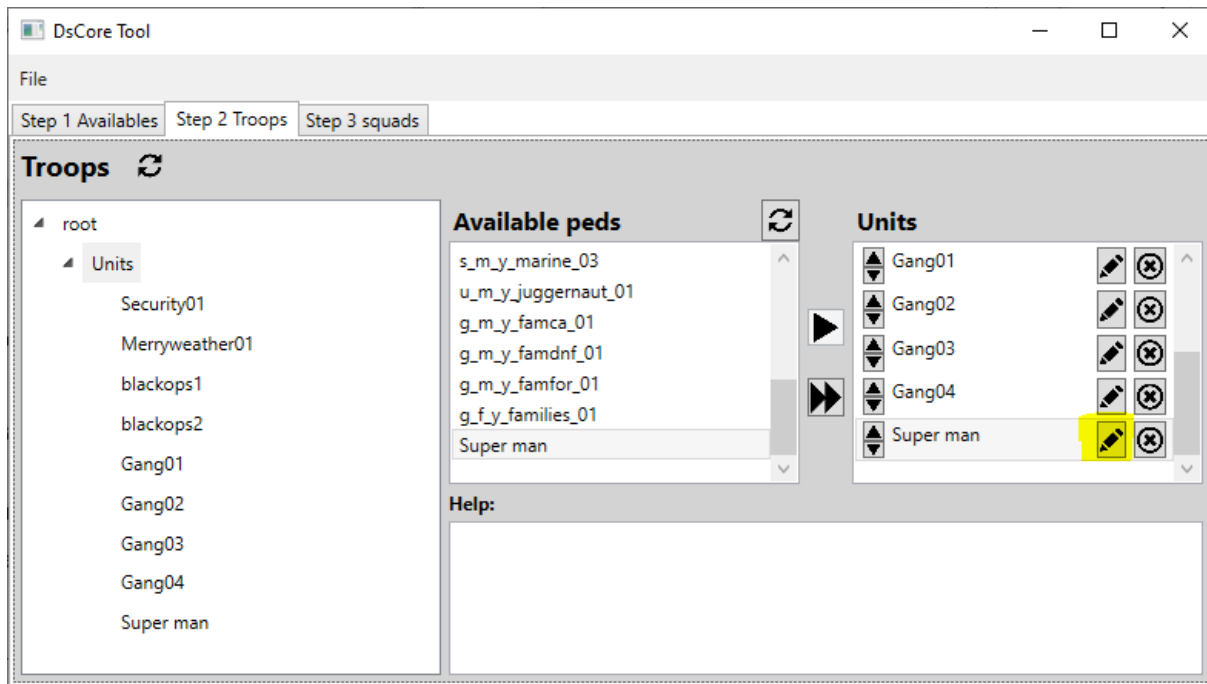 DsCore Tool
File
Step 1 Availables
Step 2 Troops
Step 3 squads
Troops
root
Units
Security01
Merryweather01
blackops1
blackops2
Gang01
Gang02
Gang03
Gang04
Super man
Available peds
s_m_y_marine_03
u_m_y_juggernaut_01
g_m_y_famca_01
g_m_y_famdnf_01
g_m_y_famfor_01
g_f_y_families_01
Super man
Units
Gang01
Gang02
Gang03
Gang04
Super man
Help: